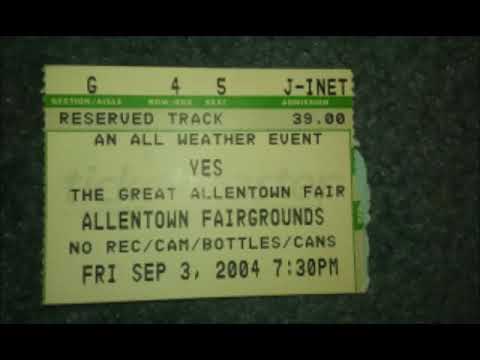 G 4 5 J-INET
SECTION/AISLE ROW/BOX SEAT ADMISSION
RESERVED TRACK 39.00
AN ALL WEATHER EVENT
YES
THE GREAT ALLENTOWN FAIR
ALLENTOWN FAIRGROUNDS
NO REC/CAM/BOTTLES/CANS
FRI SEP 3, 2004 7:30PM